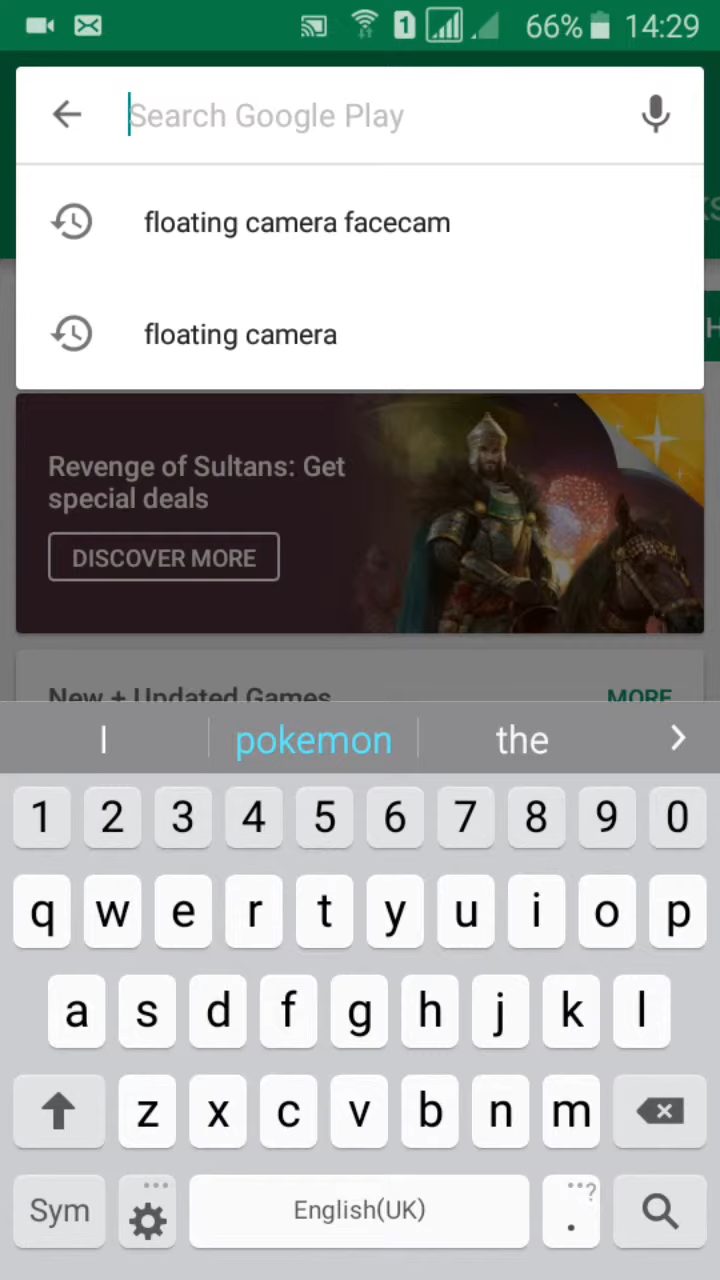 1 66% 14:29
Search Google Play
floating camera facecam
floating camera
Revenge of Sultans: Get
special deals
DISCOVER MORE
New + Updated Games MORE
I pokemon the
1 2 3 4 5 6 7 8 9 0
q w e r t y u i o p
a s d f g h j k l
z x c v b n m
Sym English(UK) . ?